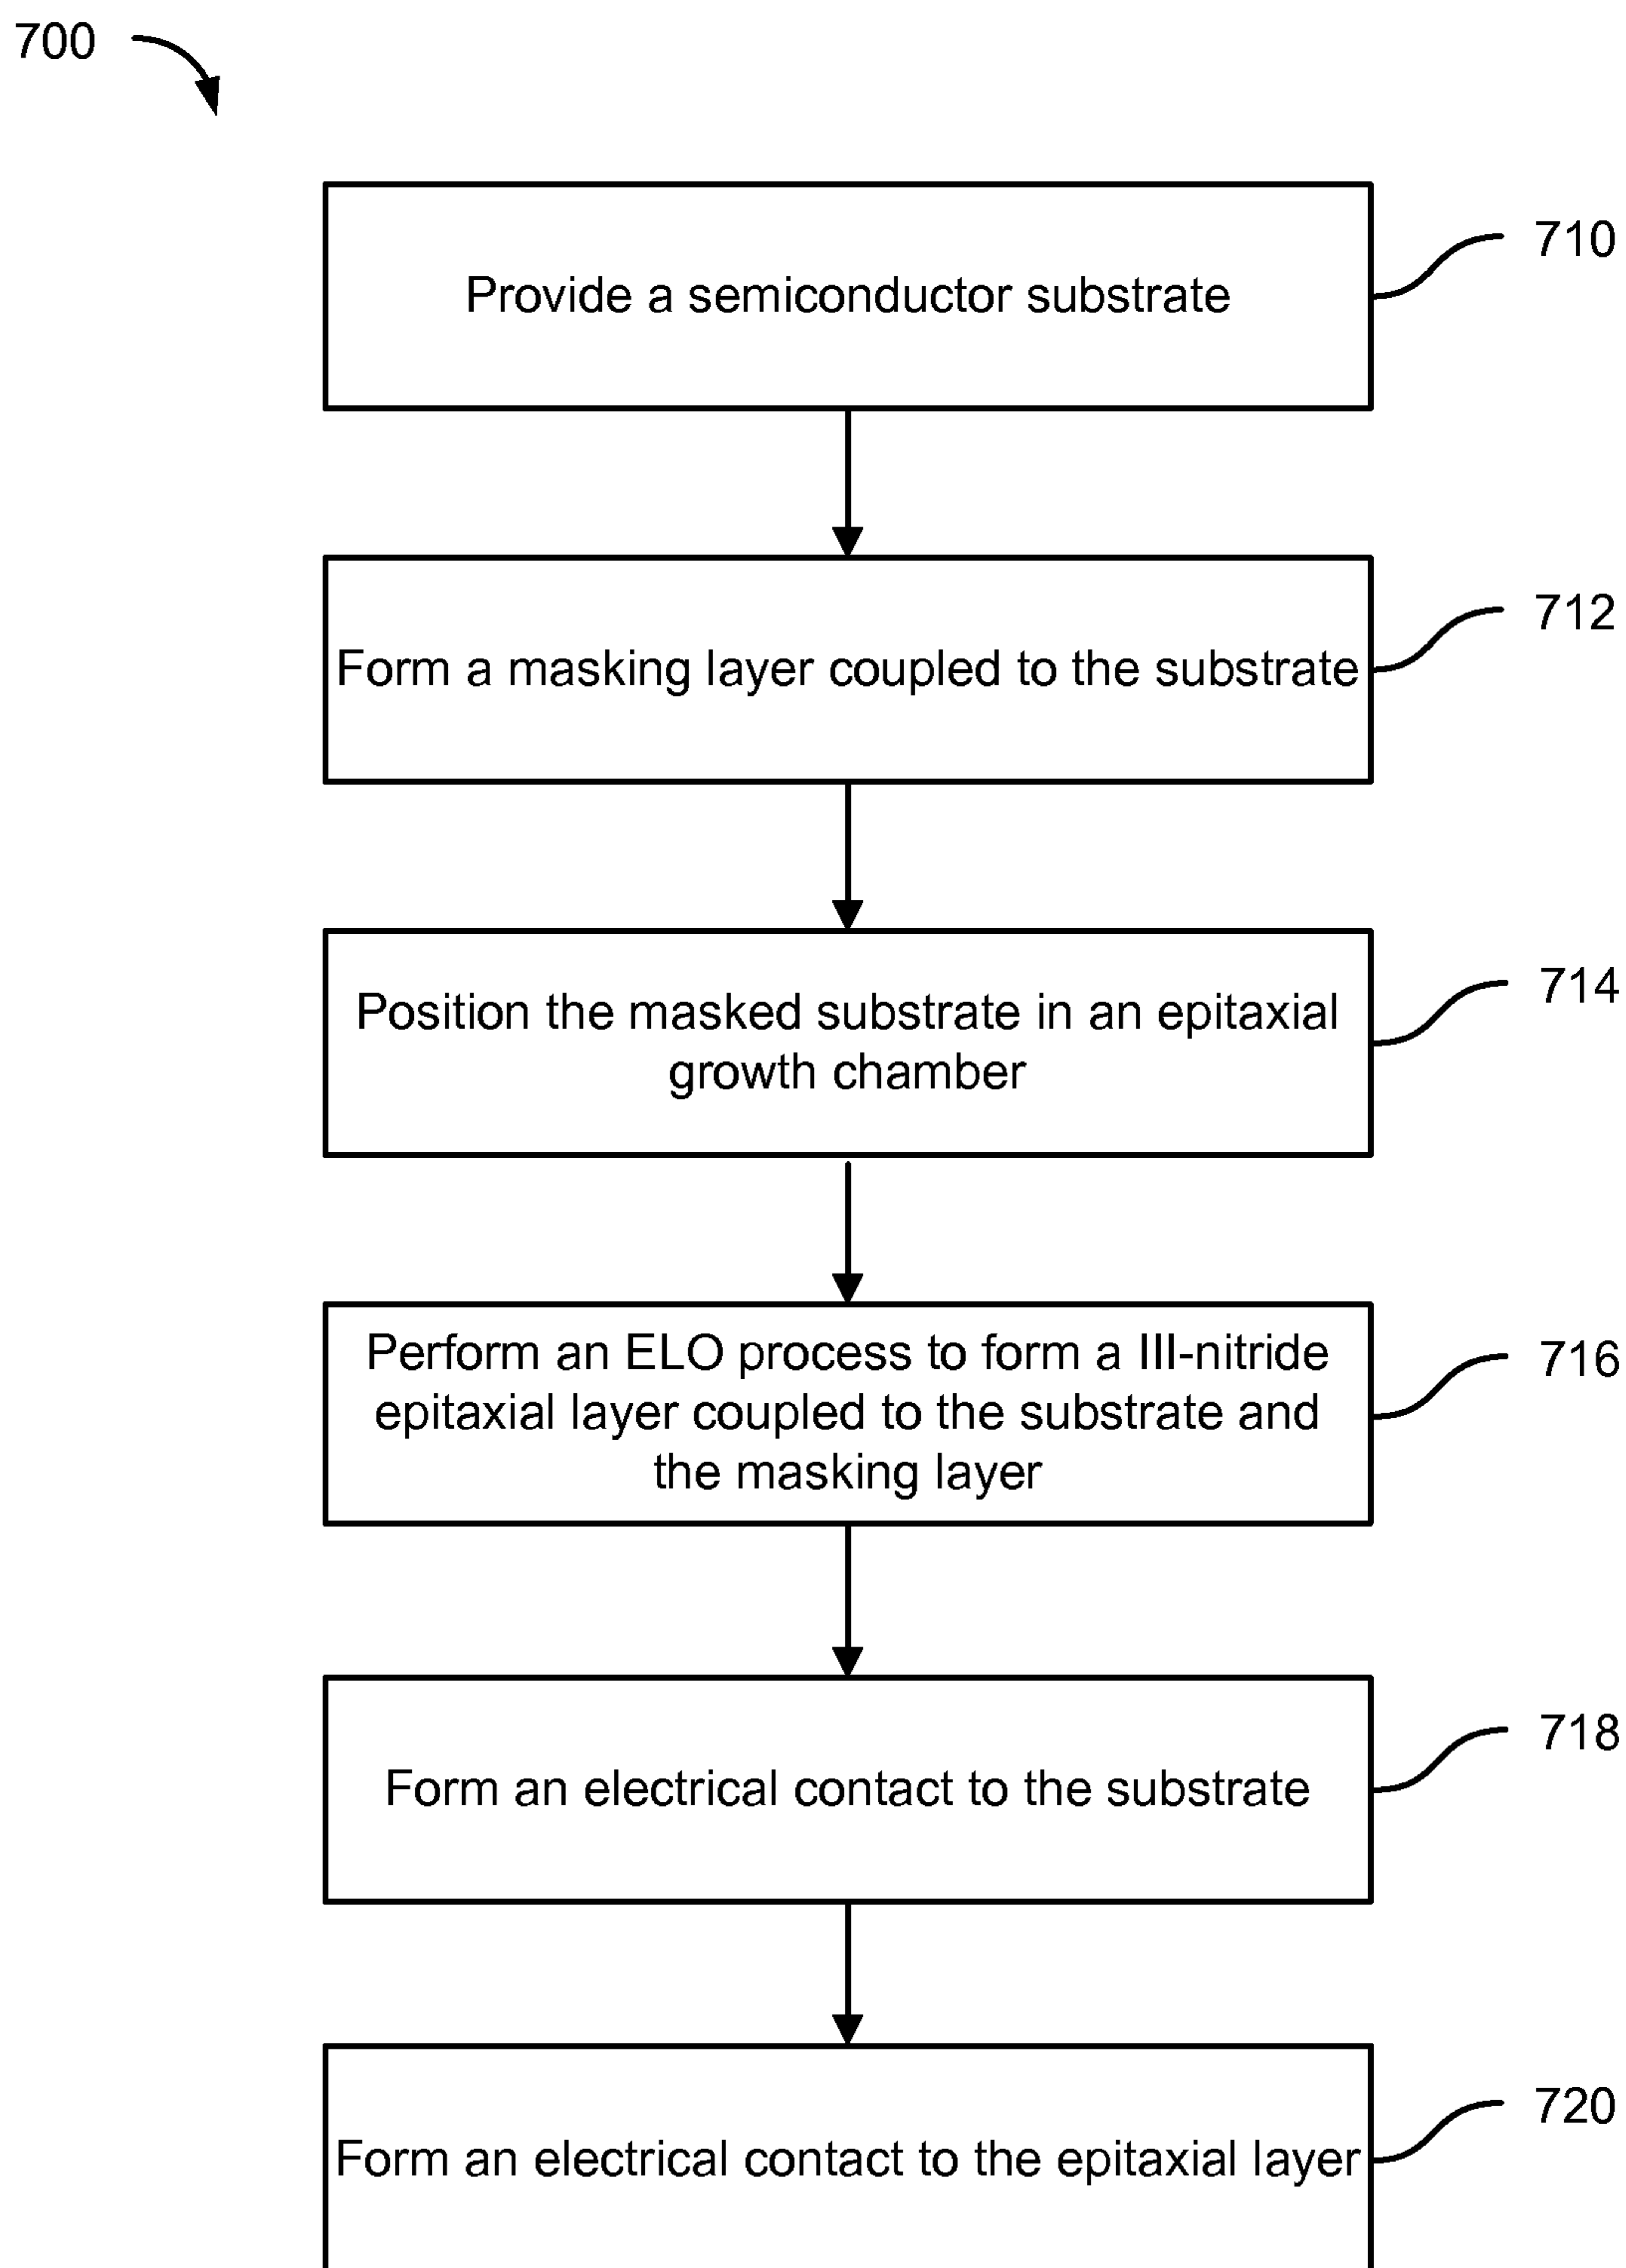 700
Provide a semiconductor substrate
710
Form a masking layer coupled to the substrate
712
Position the masked substrate in an epitaxial
growth chamber
714
Perform an ELO process to form a III-nitride
epitaxial layer coupled to the substrate and
the masking layer
716
Form an electrical contact to the substrate
718
Form an electrical contact to the epitaxial layer
720